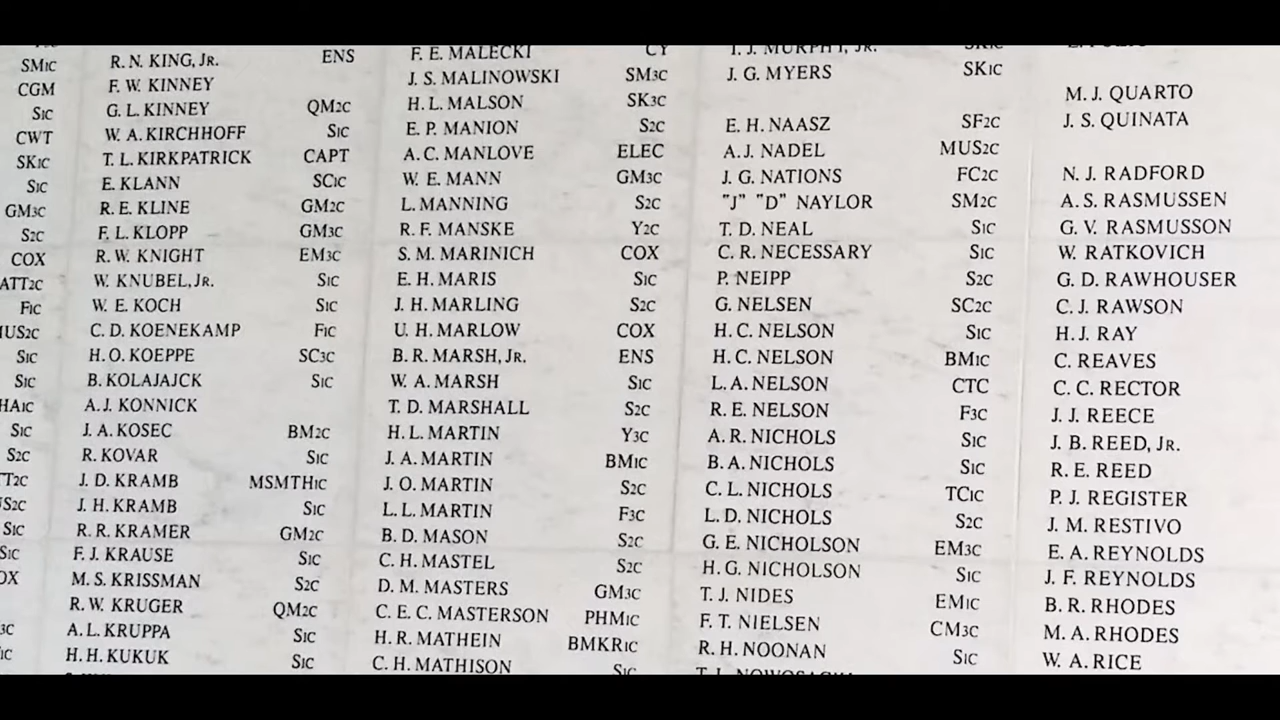 SM1C
CGM
S1C
CWT
SK1C
S1C
GM3C
S2C
COX
F1C
S1C
S1C
HA1C
S1C
S2C
S1C
S1C
R. N. KING, JR. ENS
F. W. KINNEY
G. L. KINNEY QM2C
W. A. KIRCHHOFF S1C
T. L. KIRKPATRICK CAPT
E. KLANN SC1C
R. E. KLINE GM2C
F. L. KLOPP GM3C
R. W. KNIGHT EM3C
W. KNUBEL, JR. S1C
W. E. KOCH S1C
C. D. KOENEKAMP F1C
H. O. KOEPPE SC3C
B. KOLAJAJCK S1C
A. J. KONNICK
J. A. KOSEC BM2C
R. KOVAR S1C
J. D. KRAMB MSMTH1C
J. H. KRAMB S1C
R. R. KRAMER GM2C
F. J. KRAUSE S1C
M. S. KRISSMAN S2C
R. W. KRUGER QM2C
A. L. KRUPPA S1C
H. H. KUKUK S1C
F. E. MALECKI CY
J. S. MALINOWSKI SM3C
H. L. MALSON SK3C
E. P. MANION S2C
A. C. MANLOVE ELEC
W. E. MANN GM3C
L. MANNING S2C
R. F. MANSKE Y2C
S. M. MARINICH COX
E. H. MARIS S1C
J. H. MARLING S2C
U. H. MARLOW COX
B. R. MARSH, JR. ENS
W. A. MARSH S1C
T. D. MARSHALL S2C
H. L. MARTIN Y3C
J. A. MARTIN BM1C
J. O. MARTIN S2C
L. L. MARTIN F3C
B. D. MASON S2C
C. H. MASTEL S2C
D. M. MASTERS GM3C
C. E. C. MASTERSON PHM1C
H. R. MATHEIN BMKR1C
C. H. MATHISON S1C
T. J. MURPHY, JR. SK1C
J. G. MYERS SK1C
E. H. NAASZ SF2C
A. J. NADEL MUS2C
J. G. NATIONS FC2C
"J" "D" NAYLOR SM2C
T. D. NEAL S1C
C. R. NECESSARY S1C
P. NEIPP S2C
G. NELSEN SC2C
H. C. NELSON S1C
H. C. NELSON BM1C
L. A. NELSON CTC
R. E. NELSON F3C
A. R. NICHOLS S1C
B. A. NICHOLS S1C
C. L. NICHOLS TC1C
L. D. NICHOLS S2C
G. E. NICHOLSON EM3C
H. G. NICHOLSON S1C
T. J. NIDES EM1C
F. T. NIELSEN CM3C
R. H. NOONAN S1C
M. J. QUARTO
J. S. QUINATA
N. J. RADFORD
A. S. RASMUSSEN
G. V. RASMUSSON
W. RATKOVICH
G. D. RAWHOUSER
C. J. RAWSON
H. J. RAY
C. REAVES
C. C. RECTOR
J. J. REECE
J. B. REED, JR.
R. E. REED
P. J. REGISTER
J. M. RESTIVO
E. A. REYNOLDS
J. F. REYNOLDS
B. R. RHODES
M. A. RHODES
W. A. RICE